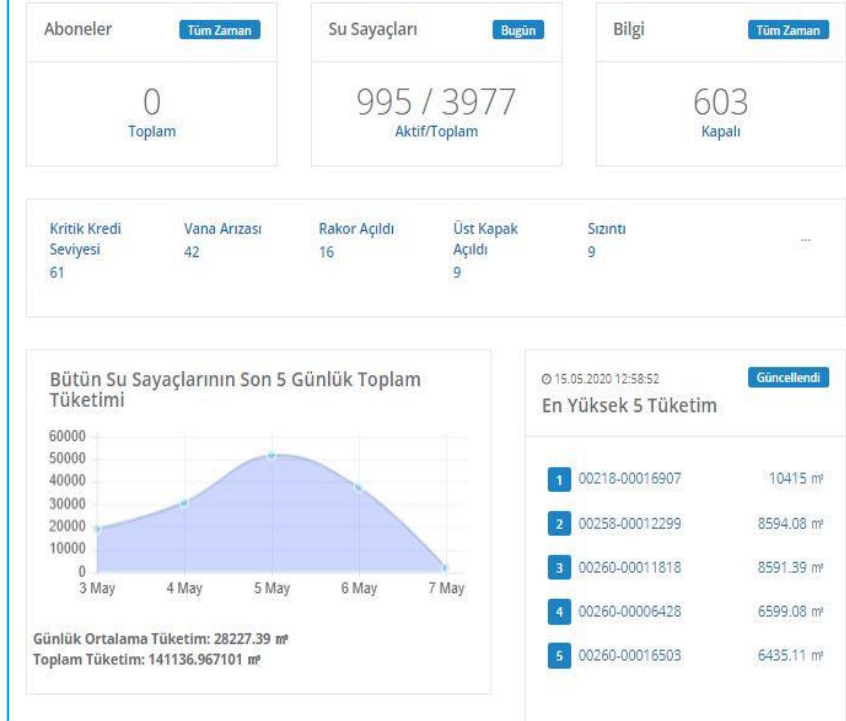 Aboneler
Tüm Zaman
0
Toplam
Su Sayaçları
Bugün
995 / 3977
Aktif/Toplam
Bilgi
Tüm Zaman
603
Kapalı
Kritik Kredi
Seviyesi
61
Vana Arızası
42
Rakor Açıldı
16
Üst Kapak
Açıldı
9
Sızıntı
9
...
Bütün Su Sayaçlarının Son 5 Günlük Toplam
Tüketimi
60000
50000
40000
30000
20000
10000
0
3 May 4 May 5 May 6 May 7 May
Günlük Ortalama Tüketim: 28227.39 m³
Toplam Tüketim: 141136.967101 m³
15.05.2020 12:58:52
Güncellendi
En Yüksek 5 Tüketim
1 00218-00016907 10415 m³
2 00258-00012299 8594.08 m³
3 00260-00011818 8591.39 m³
4 00260-00006428 6599.08 m³
5 00260-00016503 6435.11 m³